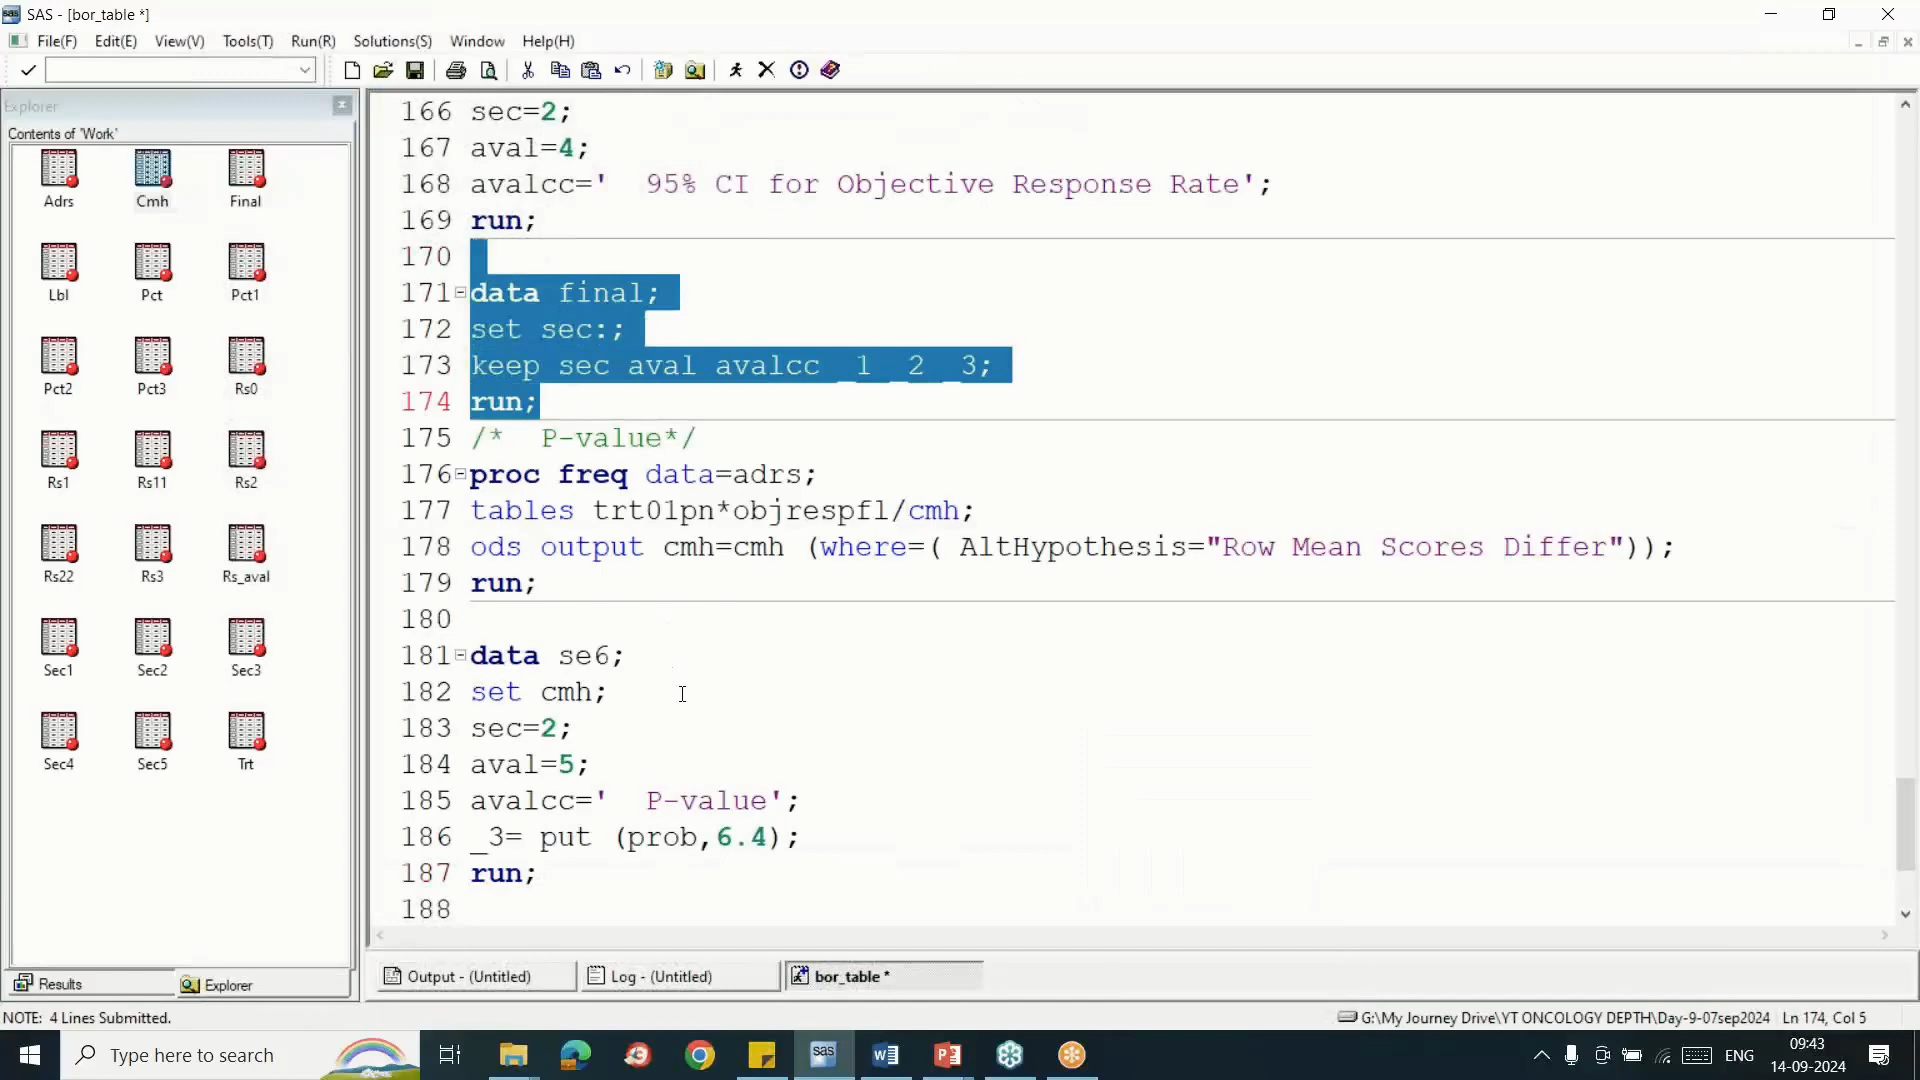 SAS - [bor_table *]
File(F) Edit(E) View(V) Tools(T) Run(R) Solutions(S) Window Help(H)
Explorer
Contents of 'Work'
Adrs Cmh Final
Lbl Pct Pct1
Pct2 Pct3 Rs0
Rs1 Rs11 Rs2
Rs22 Rs3 Rs_aval
Sec1 Sec2 Sec3
Sec4 Sec5 Trt
Results Explorer
166 sec=2;
167 aval=4;
168 avalcc='  95% CI for Objective Response Rate';
169 run;
170
171 data final;
172 set sec:;
173 keep sec aval avalcc _1 _2 _3;
174 run;
175 /*  P-value*/
176 proc freq data=adrs;
177 tables trt01pn*objrespfl/cmh;
178 ods output cmh=cmh (where=( AltHypothesis="Row Mean Scores Differ"));
179 run;
180
181 data se6;
182 set cmh;
183 sec=2;
184 aval=5;
185 avalcc='  P-value';
186 _3= put (prob,6.4);
187 run;
188
Output - (Untitled) Log - (Untitled) bor_table *
NOTE: 4 Lines Submitted. G:\My Journey Drive\YT ONCOLOGY DEPTH\Day-9-07sep2024 Ln 174, Col 5
Type here to search
ENG
09:43
14-09-2024